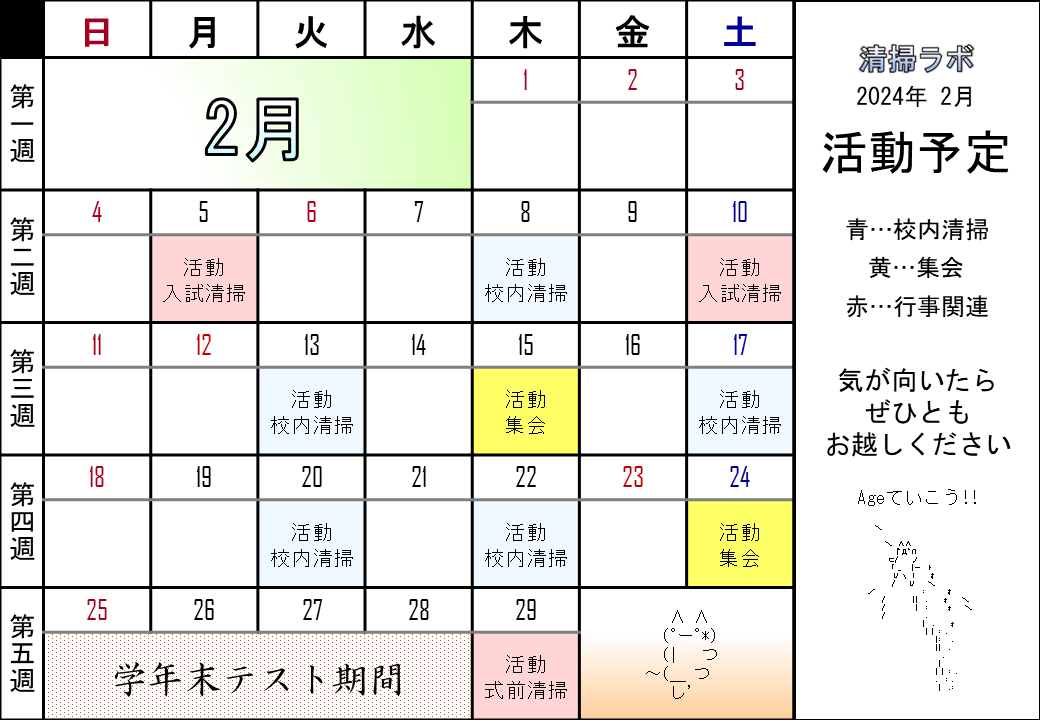 日 月 火 水 木 金 土
第一週
2月
1 2 3
第二週
4 5 6 7 8 9 10
活動
入試清掃
活動
校内清掃
活動
入試清掃
第三週
11 12 13 14 15 16 17
活動
校内清掃
活動
集会
活動
校内清掃
第四週
18 19 20 21 22 23 24
活動
校内清掃
活動
校内清掃
活動
集会
第五週
25 26 27 28 29
学年末テスト期間
活動
式前清掃
清掃ラボ
2024年 2月
活動予定
青…校内清掃
黄…集会
赤…行事関連
気が向いたら
ぜひとも
お越しください
Ageていこう!!